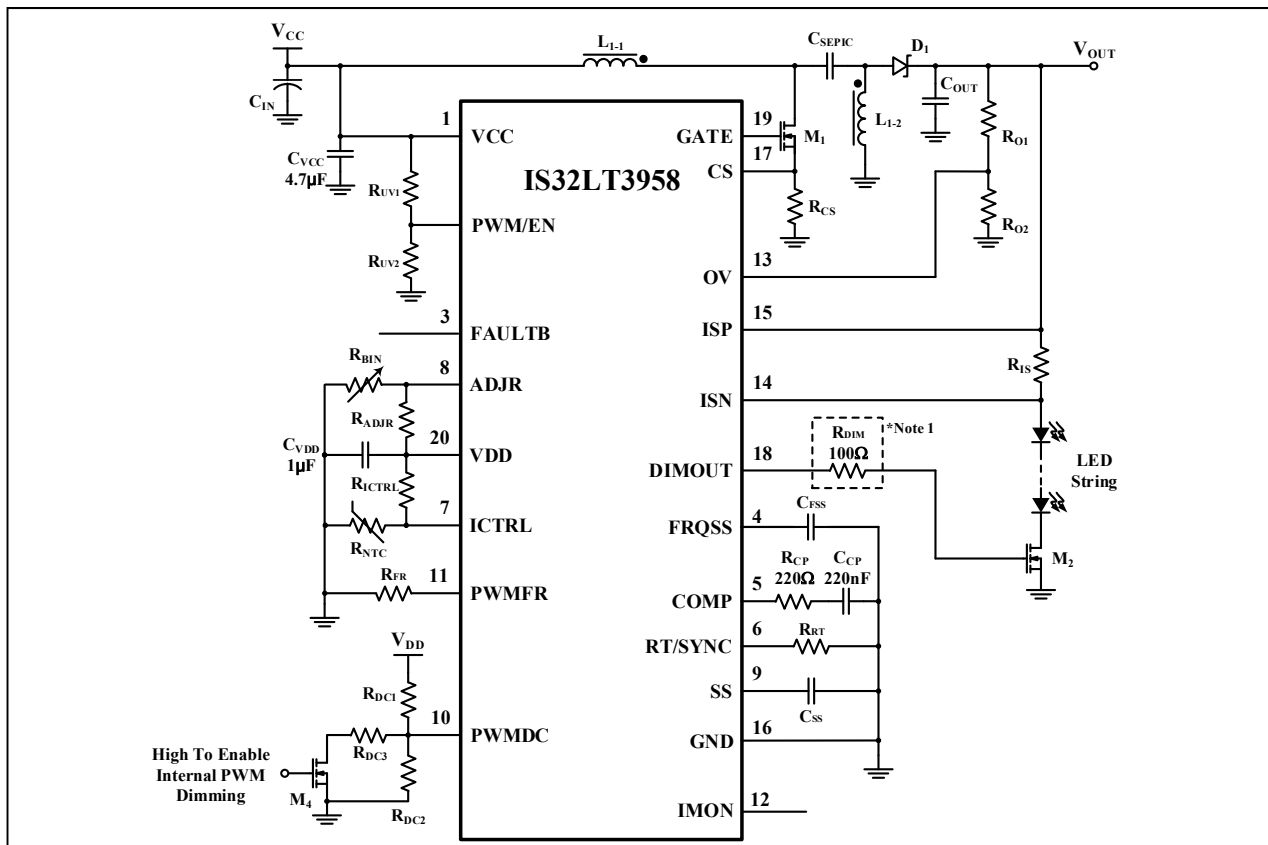 VCC
L1-1
CSEPIC
D1
VOUT
CIN
COUT
1
VCC
19
GATE
M1
L1-2
RO1
17
CS
CVCC
4.7µF
IS32LT3958
RUV1
RCS
RO2
PWM/EN
RUV2
13
OV
3
FAULTB
15
ISP
RBIN
8
ADJR
RIS
14
ISN
RADJR
CVDD
1µF
20
VDD
RDIM
100Ω
*Note 1
18
DIMOUT
LED
String
RICTRL
7
ICTRL
RNTC
CFSS
4
FRQSS
M2
RFR
11
PWMFR
RCP
220Ω
CCP
220nF
5
COMP
6
RT/SYNC
RRT
VDD
RDC1
9
SS
CSS
10
PWMDC
16
GND
RDC3
High To Enable
Internal PWM
Dimming
M4
RDC2
12
IMON